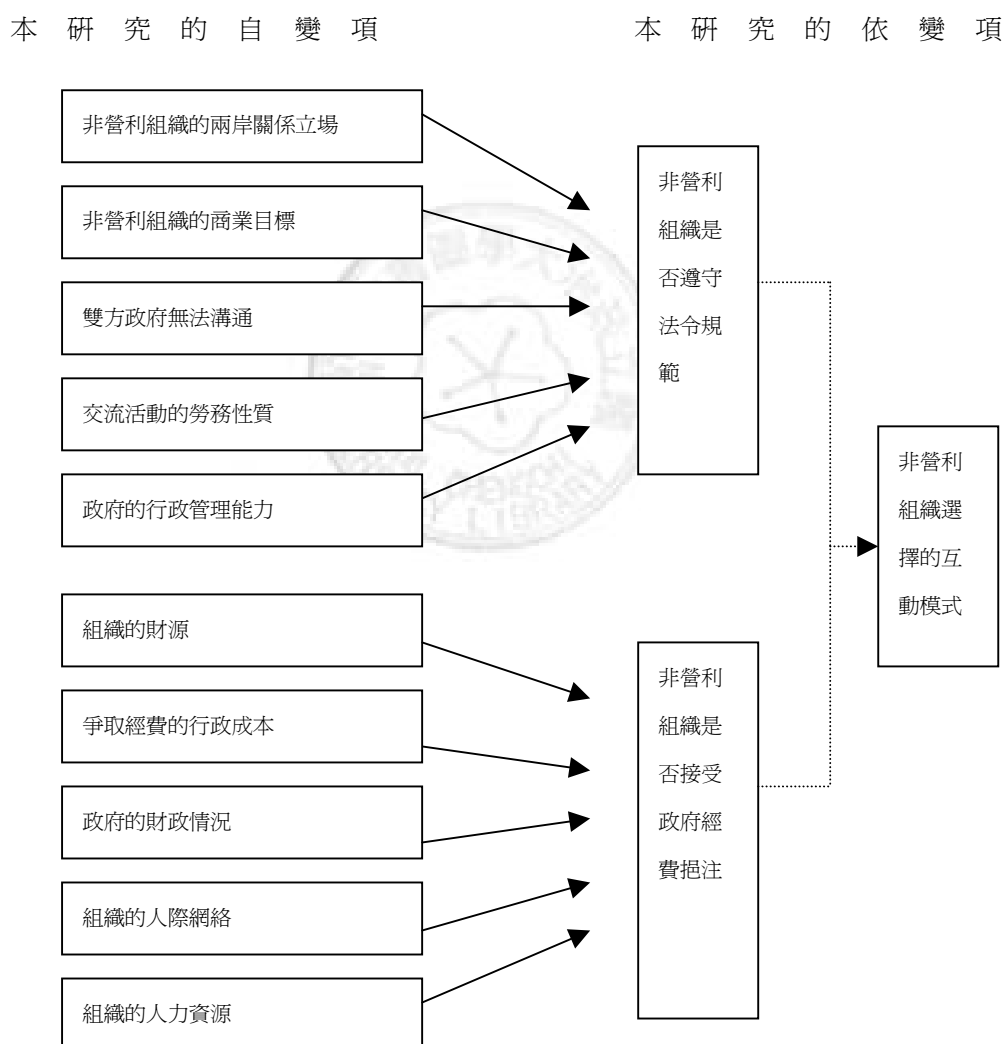 本研究的自變項
本研究的依變項
非營利組織的兩岸關係立場
非營利組織的商業目標
雙方政府無法溝通
交流活動的勞務性質
政府的行政管理能力
非營利
組織是
否遵守
法令規
範
組織的財源
爭取經費的行政成本
政府的財政情況
組織的人際網絡
組織的人力資源
非營利
組織是
否接受
政府經
費挹注
非營利
組織選
擇的互
動模式